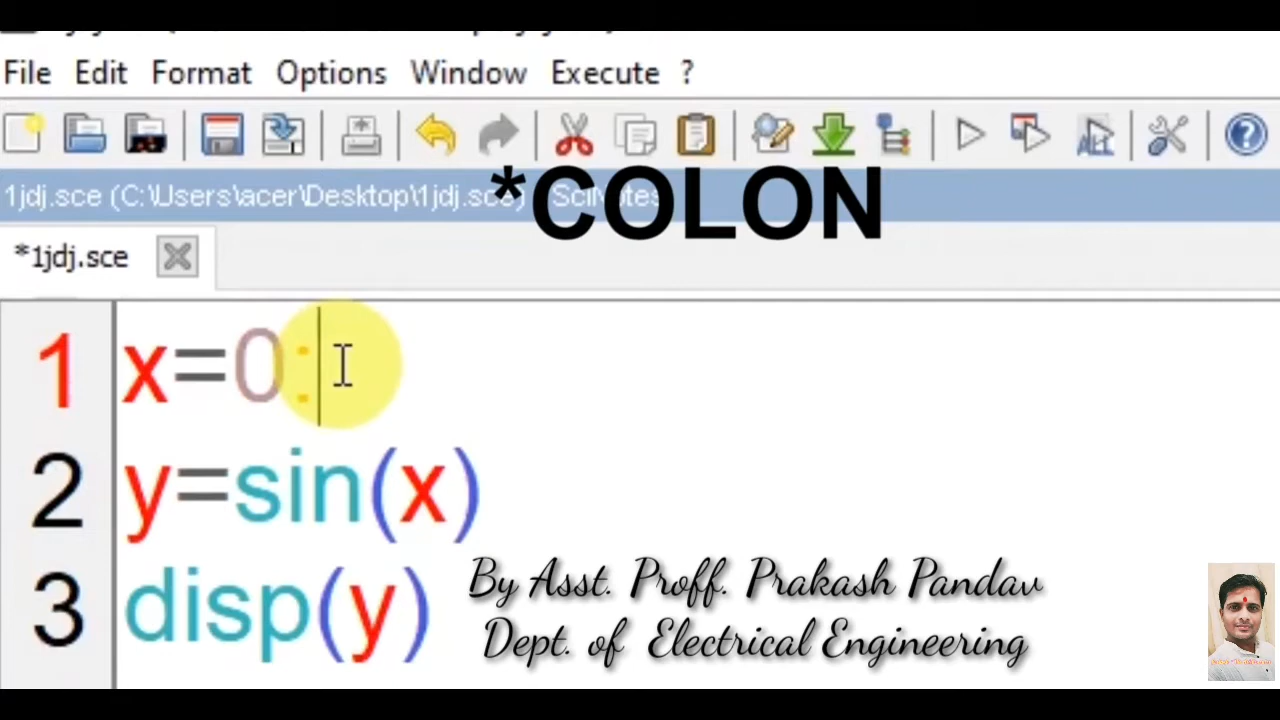 File Edit Format Options Window Execute ?
*COLON
1jdj.sce (C:\Users\acer\Desktop\1jdj.sce) - SciNotes
*1jdj.sce
1 x=0:
2 y=sin(x)
3 disp(y)
By Asst. Proff. Prakash Pandav
Dept. of Electrical Engineering